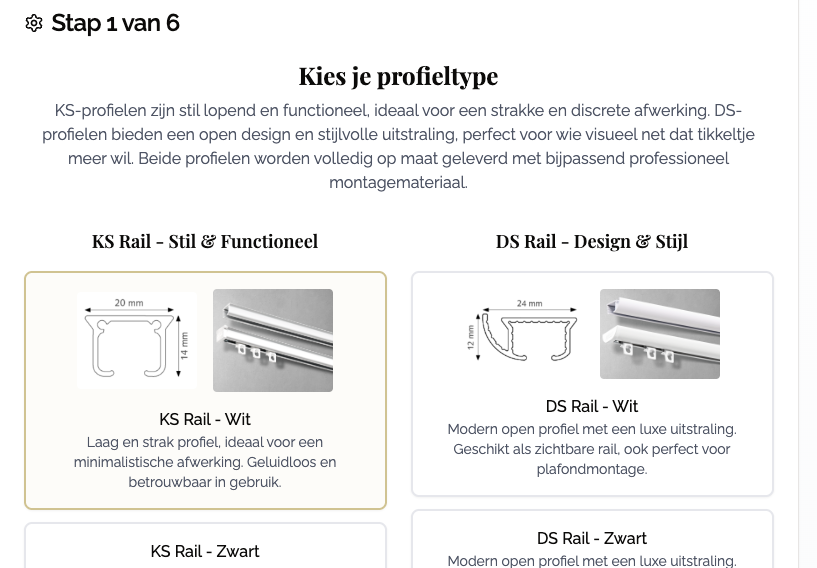 Stap 1 van 6
Kies je profieltype
KS-profielen zijn stil lopend en functioneel, ideaal voor een strakke en discrete afwerking. DS-
profielen bieden een open design en stijlvolle uitstraling, perfect voor wie visueel net dat tikkeltje
meer wil. Beide profielen worden volledig op maat geleverd met bijpassend professioneel
montagemateriaal.
KS Rail - Stil & Functioneel
20 mm
14 mm
KS Rail - Wit
Laag en strak profiel, ideaal voor een
minimalistische afwerking. Geluidloos en
betrouwbaar in gebruik.
KS Rail - Zwart
DS Rail - Design & Stijl
24 mm
12 mm
DS Rail - Wit
Modern open profiel met een luxe uitstraling.
Geschikt als zichtbare rail, ook perfect voor
plafondmontage.
DS Rail - Zwart
Modern open profiel met een luxe uitstraling.